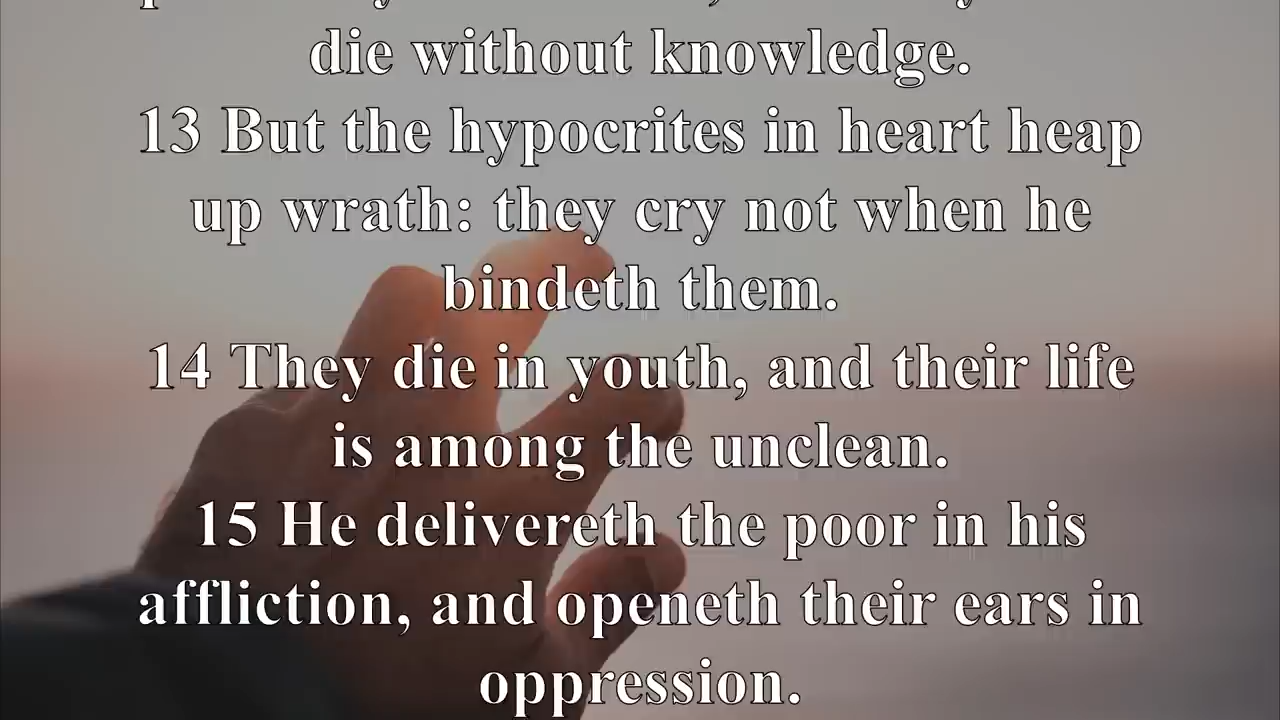 die without knowledge.
13 But the hypocrites in heart heap
up wrath: they cry not when he
bindeth them.
14 They die in youth, and their life
is among the unclean.
15 He delivereth the poor in his
affliction, and openeth their ears in
oppression.